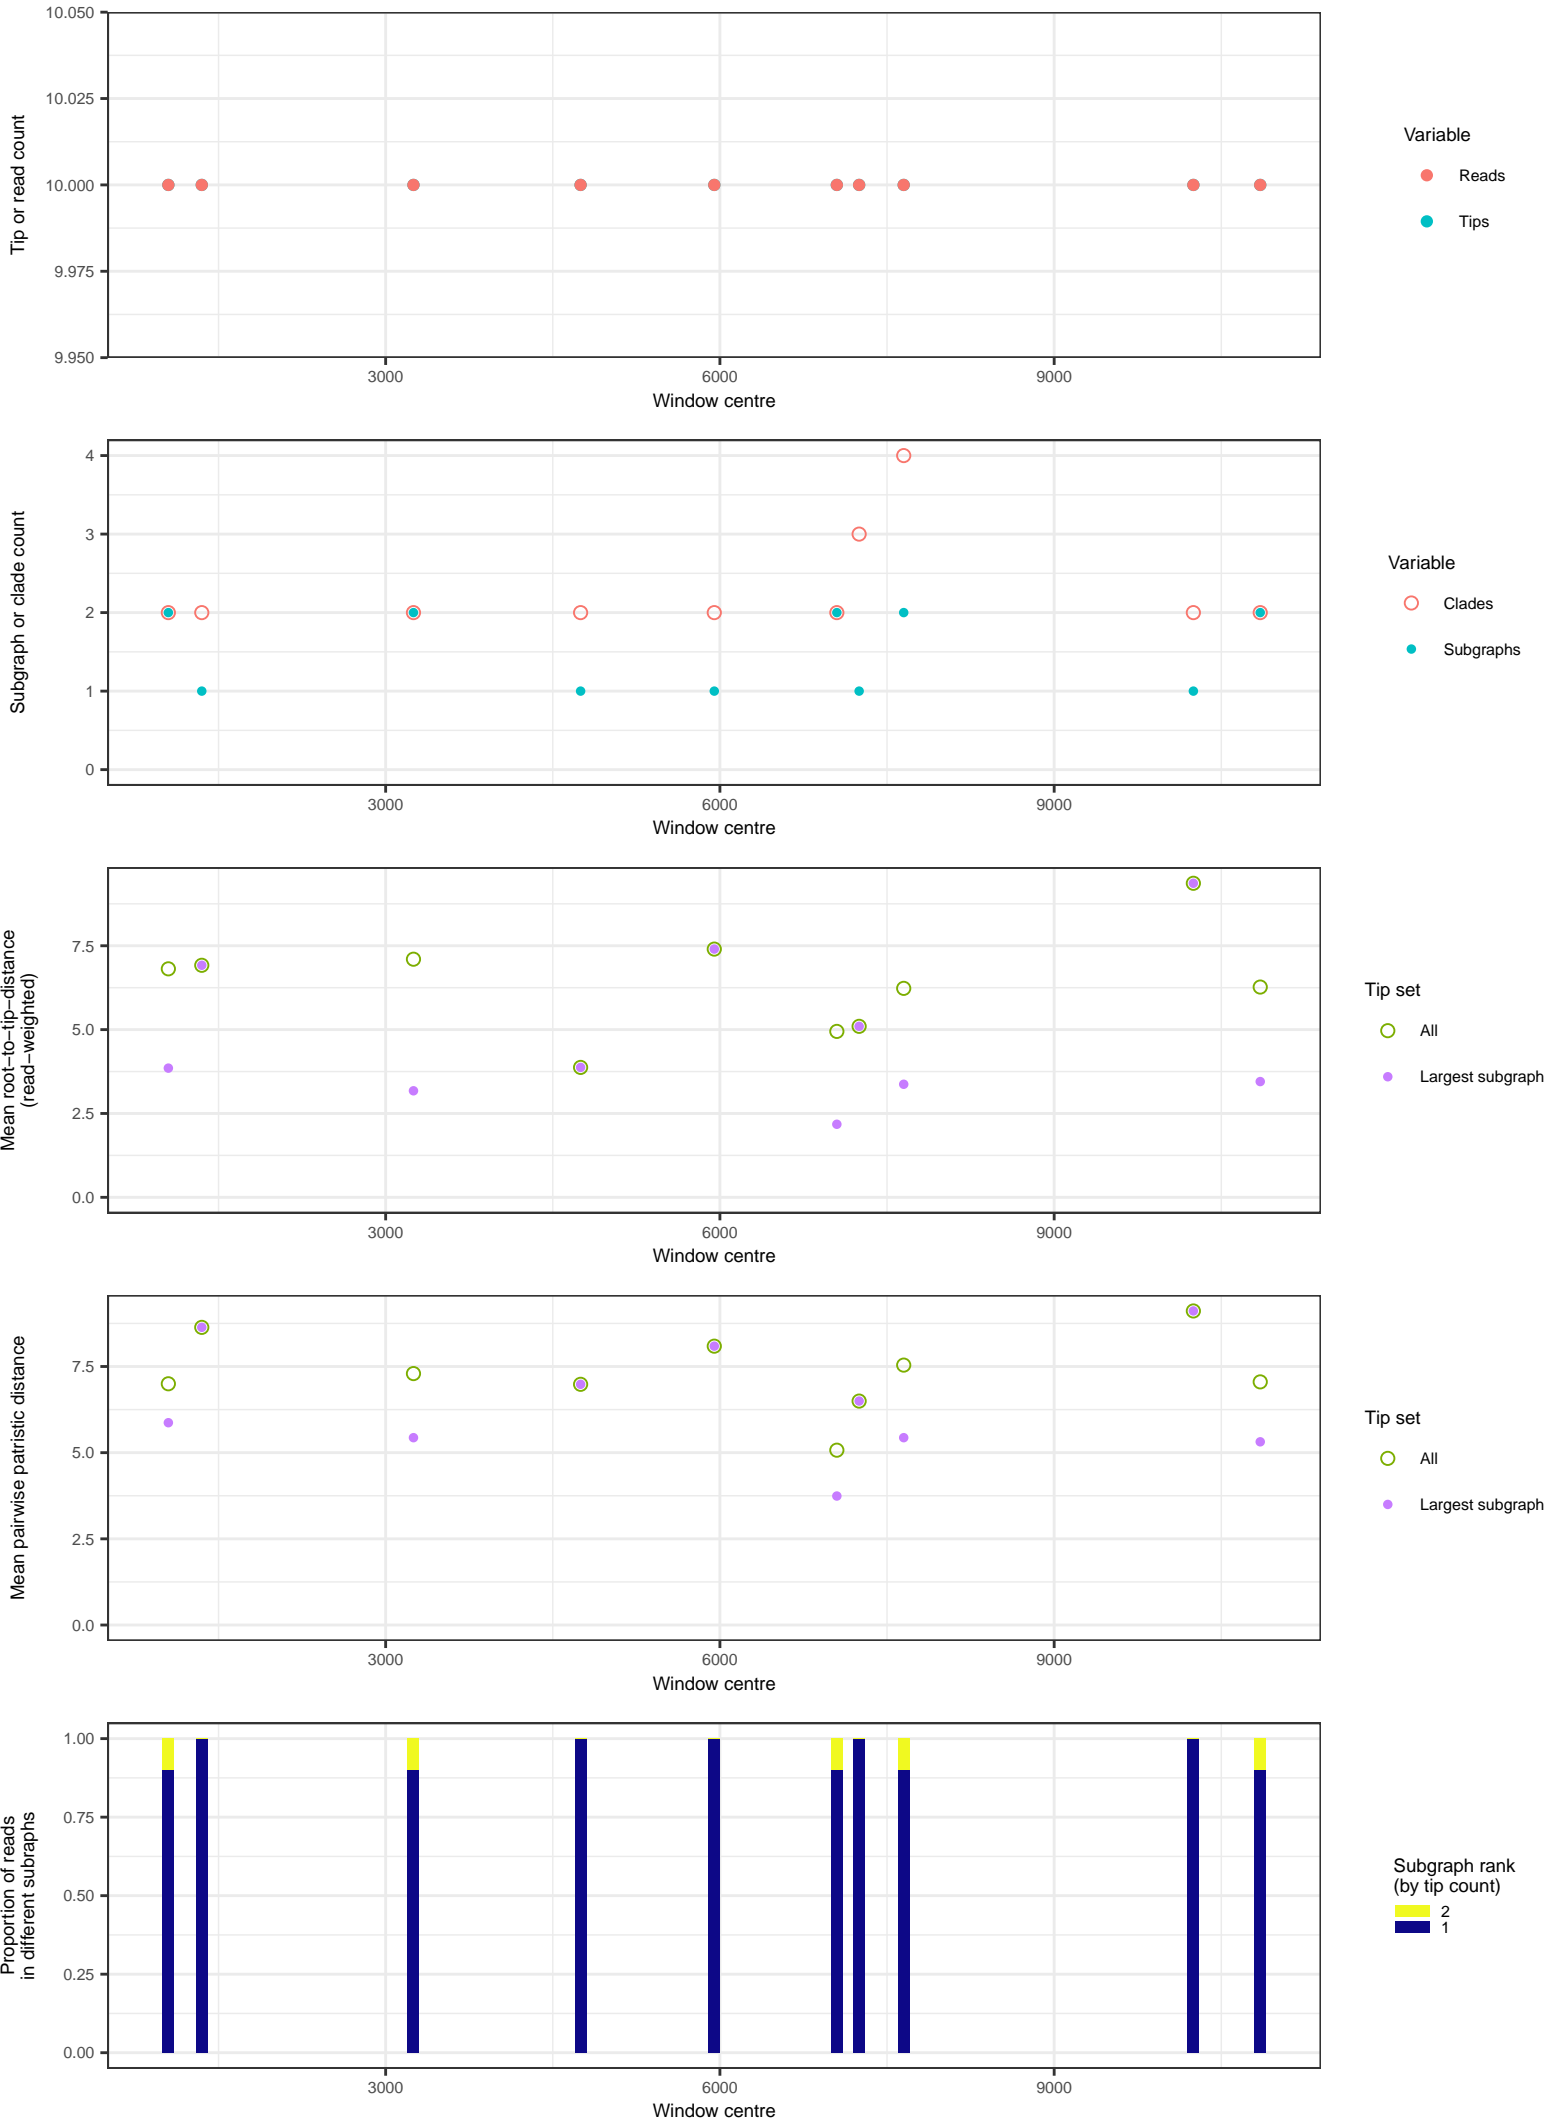 10.050
10.025
10.000
9.975
9.950
Tip or read count
3000
6000
9000
Window centre
Variable
Reads
Tips
4
3
2
1
0
Subgraph or clade count
3000
6000
9000
Window centre
Variable
Clades
Subgraphs
7.5
5.0
2.5
0.0
Mean root−to−tip−distance
(read−weighted)
3000
6000
9000
Window centre
Tip set
All
Largest subgraph
7.5
5.0
2.5
0.0
Mean pairwise patristic distance
3000
6000
9000
Window centre
Tip set
All
Largest subgraph
1.00
0.75
0.50
0.25
0.00
Proportion of reads
in different subraphs
3000
6000
9000
Window centre
Subgraph rank
(by tip count)
2
1